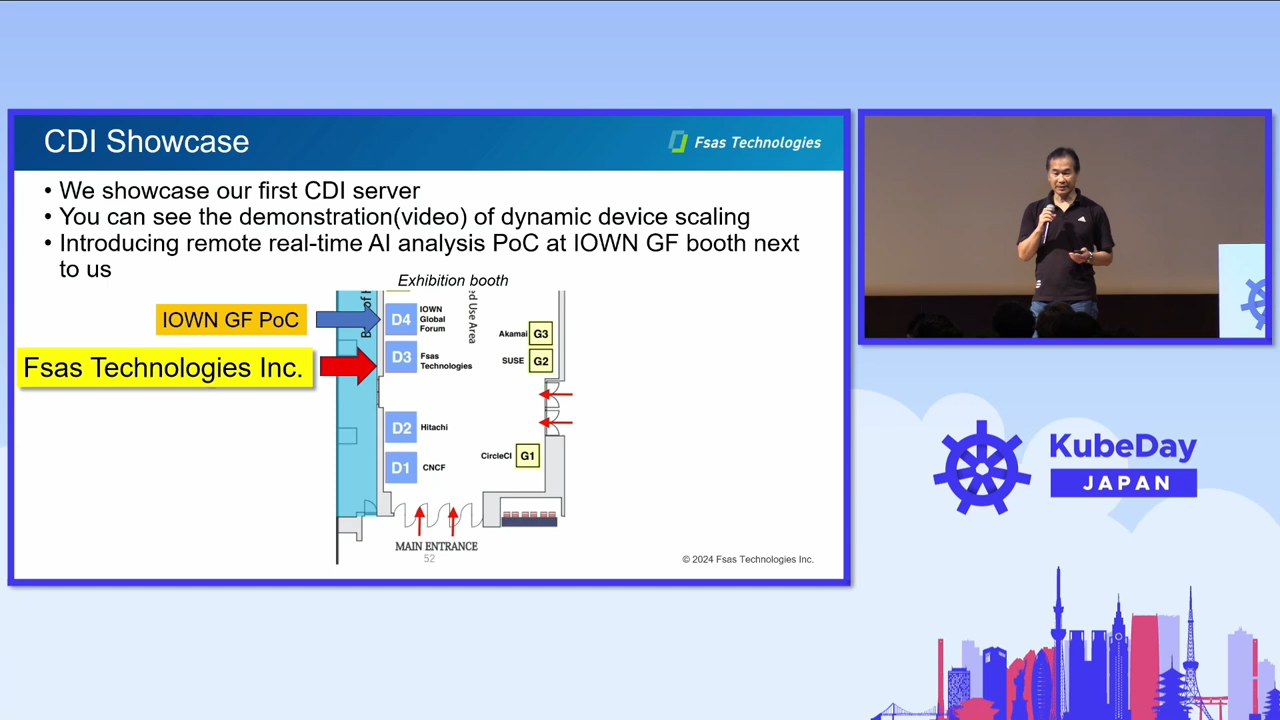 CDI Showcase
Fsas Technologies
• We showcase our first CDI server
• You can see the demonstration(video) of dynamic device scaling
• Introducing remote real-time AI analysis PoC at IOWN GF booth next
to us
Exhibition booth
IOWN GF PoC
Fsas Technologies Inc.
D4
IOWN
Global
Forum
ed Use Area
Akamai
G3
D3
Fsas
Technologies
SUSE
G2
D2
Hitachi
CircleCI
G1
D1
CNCF
MAIN ENTRANCE
52
© 2024 Fsas Technologies Inc.
KubeDay
JAPAN